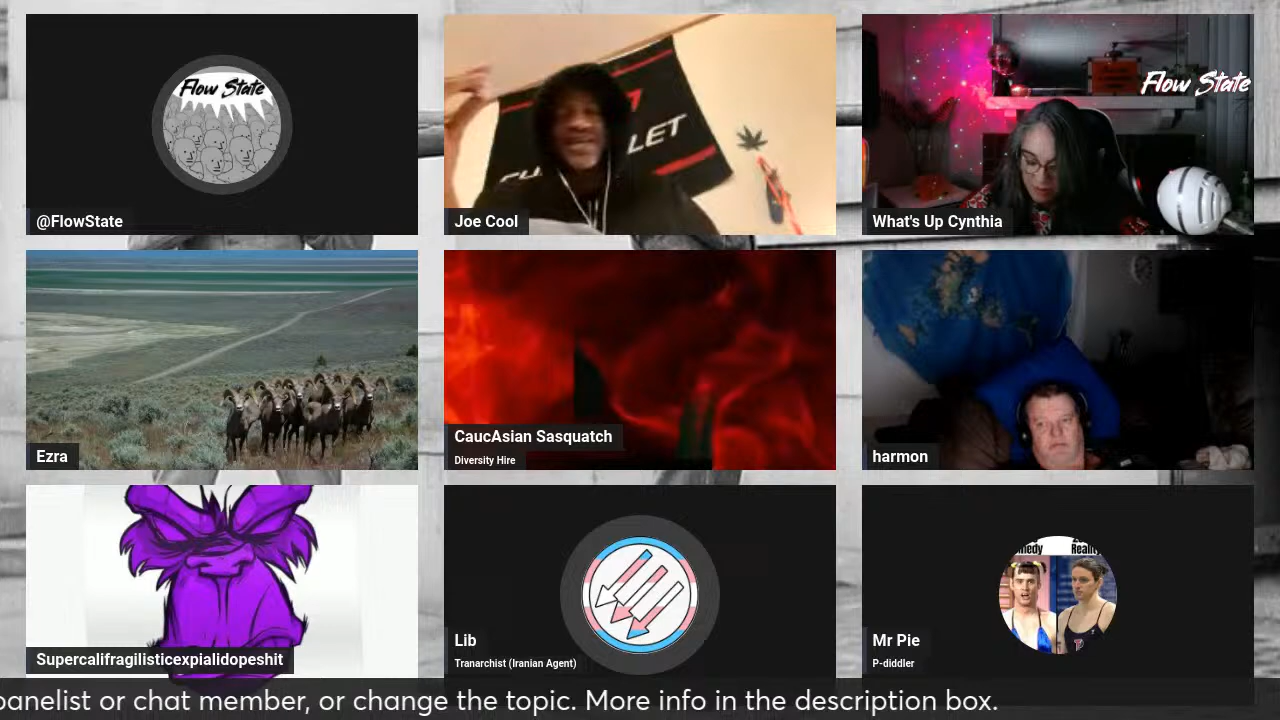 Flow State
@FlowState
LET
Joe Cool
Flow State
What's Up Cynthia
Ezra
CaucAsian Sasquatch
Diversity Hire
harmon
Supercalifragilisticexpialidopeshit
Lib
Tranarchist (Iranian Agent)
Reality
Mr Pie
P-diddler
panelist or chat member, or change the topic. More info in the description box.